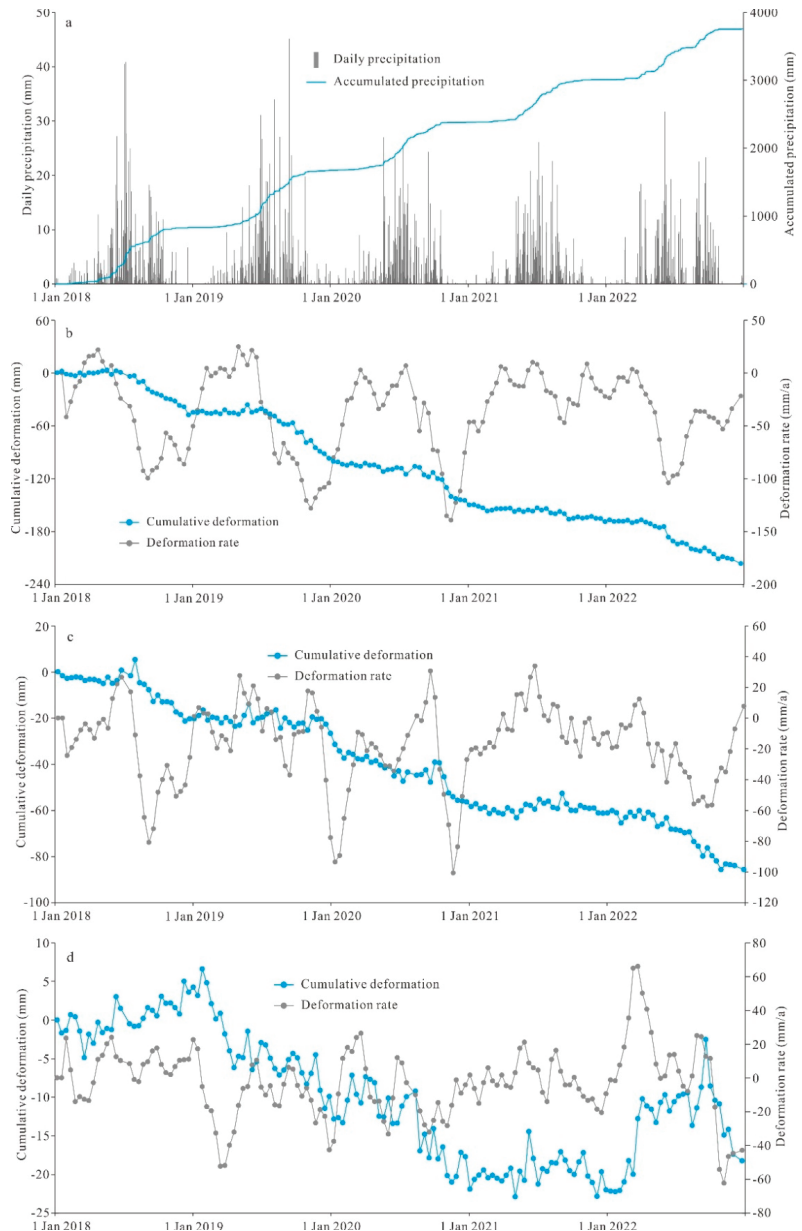 a
50
40
30
20
10
0
Daily precipitation (mm)
4000
3000
2000
1000
0
Accumulated precipitation (mm)
Daily precipitation
Accumulated precipitation
1 Jan 2018 1 Jan 2019 1 Jan 2020 1 Jan 2021 1 Jan 2022
b
60
0
-60
-120
-180
-240
Cumulative deformation (mm)
50
0
-50
-100
-150
-200
Deformation rate (mm/a)
Cumulative deformation
Deformation rate
1 Jan 2018 1 Jan 2019 1 Jan 2020 1 Jan 2021 1 Jan 2022
c
20
0
-20
-40
-60
-80
-100
Cumulative deformation (mm)
60
40
20
0
-20
-40
-60
-80
-100
-120
Deformation rate (mm/a)
Cumulative deformation
Deformation rate
1 Jan 2018 1 Jan 2019 1 Jan 2020 1 Jan 2021 1 Jan 2022
d
10
5
0
-5
-10
-15
-20
-25
Cumulative deformation (mm)
80
60
40
20
0
-20
-40
-60
-80
Deformation rate (mm/a)
Cumulative deformation
Deformation rate
1 Jan 2018 1 Jan 2019 1 Jan 2020 1 Jan 2021 1 Jan 2022